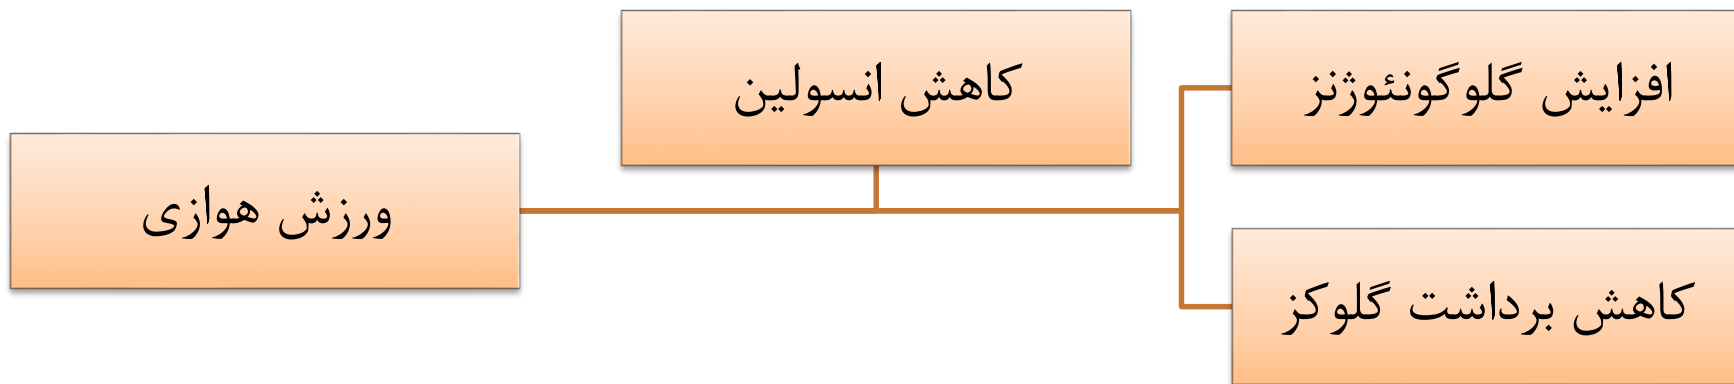 کاهش انسولین
افزایش گلوگونئوژنز
ورزش هوازی
کاهش برداشت گلوکز